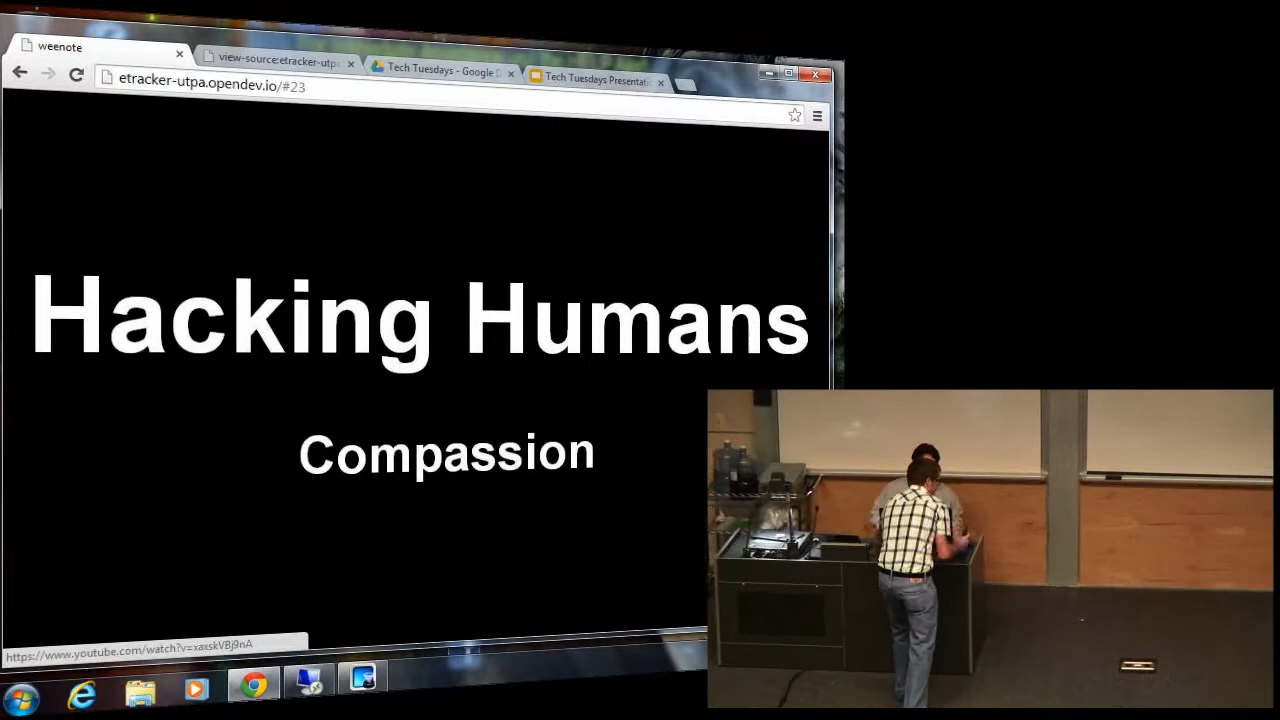 weenote
view-source:etracker-utpa
Tech Tuesdays - Google D
Tech Tuesdays Presentati
etracker-utpa.opendev.io/#23
Hacking Humans
Compassion
https://www.youtube.com/watch?v=xaxskVBj9nA